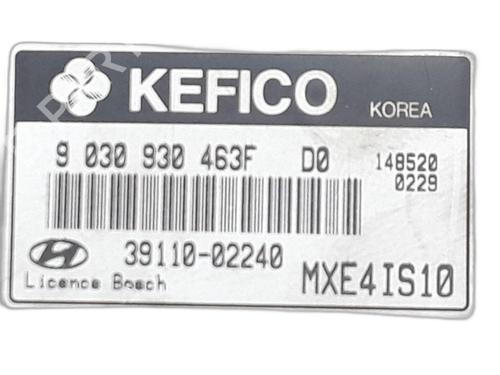 KEFICO KOREA
9 030 930 463F D0 148520
0229
39110-02240
MXE4IS10
Licence Bosch